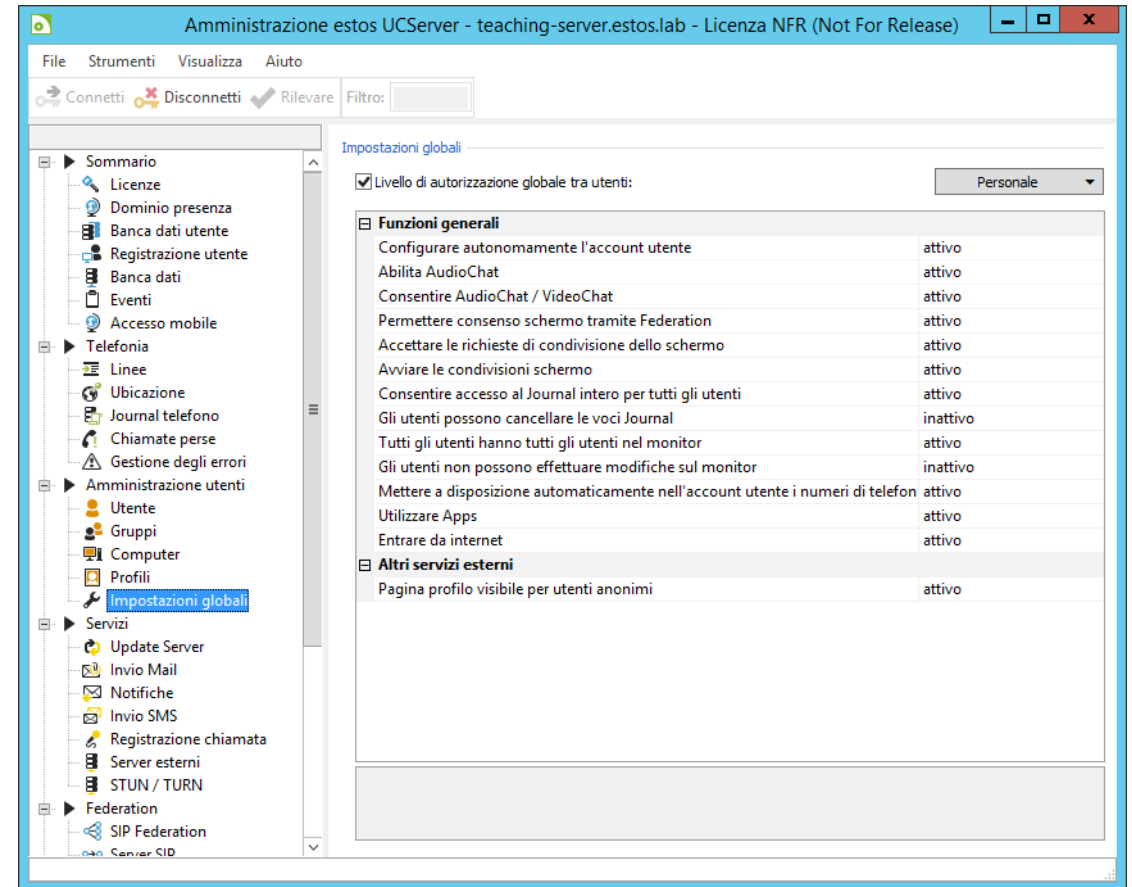 Amministrazione estos UCServer - teaching-server.estos.lab - Licenza NFR (Not For Release)
File Strumenti Visualizza Aiuto
Connetti Disconnetti Rilevare Filtro:
Sommario
Licenze
Dominio presenza
Banca dati utente
Registrazione utente
Banca dati
Eventi
Accesso mobile
Telefonia
Linee
Ubicazione
Journal telefono
Chiamate perse
Gestione degli errori
Amministrazione utenti
Utente
Gruppi
Computer
Profili
Impostazioni globali
Servizi
Update Server
Invio Mail
Notifiche
Invio SMS
Registrazione chiamata
Server esterni
STUN / TURN
Federation
SIP Federation
Server SIP
Impostazioni globali
Livello di autorizzazione globale tra utenti: Personale
Funzioni generali
Configurare autonomamente l'account utente attivo
Abilita AudioChat attivo
Consentire AudioChat / VideoChat attivo
Permettere consenso schermo tramite Federation attivo
Accettare le richieste di condivisione dello schermo attivo
Avviare le condivisioni schermo attivo
Consentire accesso al Journal intero per tutti gli utenti attivo
Gli utenti possono cancellare le voci Journal inattivo
Tutti gli utenti hanno tutti gli utenti nel monitor attivo
Gli utenti non possono effettuare modifiche sul monitor inattivo
Mettere a disposizione automaticamente nell'account utente i numeri di telefon attivo
Utilizzare Apps attivo
Entrare da internet attivo
Altri servizi esterni
Pagina profilo visibile per utenti anonimi attivo